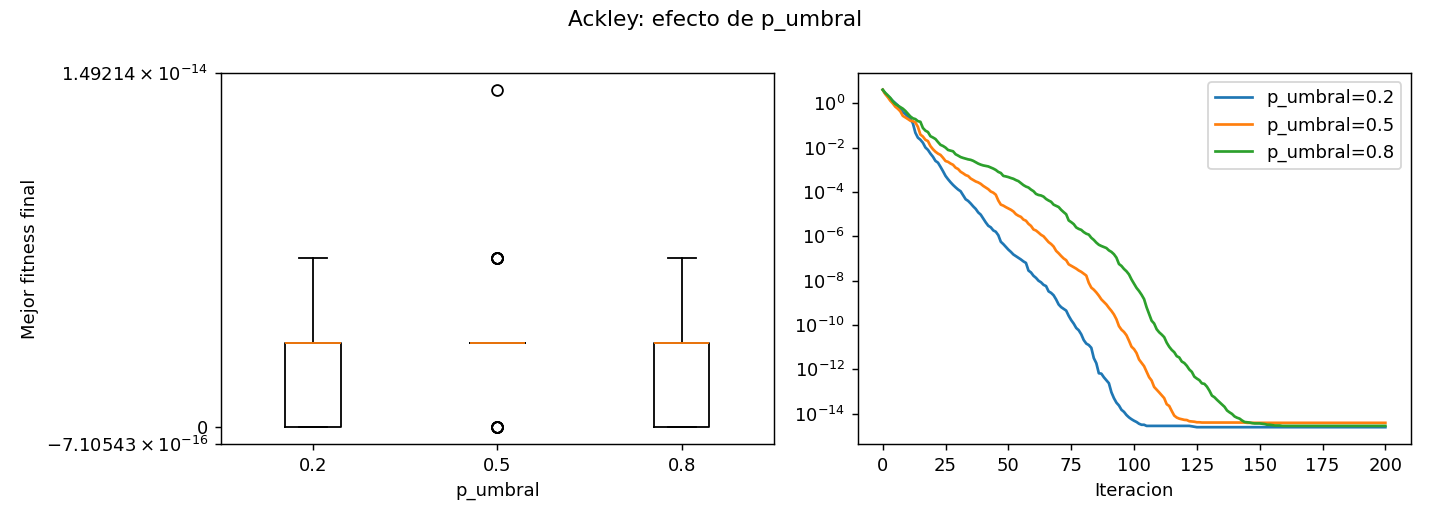 Ackley: efecto de p_umbral
Mejor fitness final
1.49214 × 10⁻¹⁴
0
−7.10543 × 10⁻¹⁶
0.2 0.5 0.8
p_umbral
10⁰
10⁻²
10⁻⁴
10⁻⁶
10⁻⁸
10⁻¹⁰
10⁻¹²
10⁻¹⁴
p_umbral=0.2
p_umbral=0.5
p_umbral=0.8
0 25 50 75 100 125 150 175 200
Iteracion